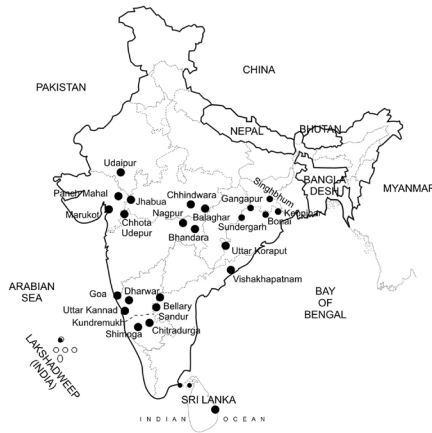 CHINA
PAKISTAN
NEPAL
BHUTAN
Udaipur
BANGLA
DESH
MYANMAR
Singhbhum
Panch Mahal
Jhabua
Chhindwara
Gangapur
Keonjhar
Marukot
Nagpur
Balaghar
Bonai
Chhota
Udepur
Sundergarh
Bhandara
Uttar Koraput
Vishakhapatnam
ARABIAN
SEA
Goa
Dharwar
BAY
OF
BENGAL
Uttar Kannad
Bellary
Sandur
Kundremukh
Shimoga
Chitradurga
LAKSHADWEEP
(INDIA)
SRI LANKA
INDIAN OCEAN